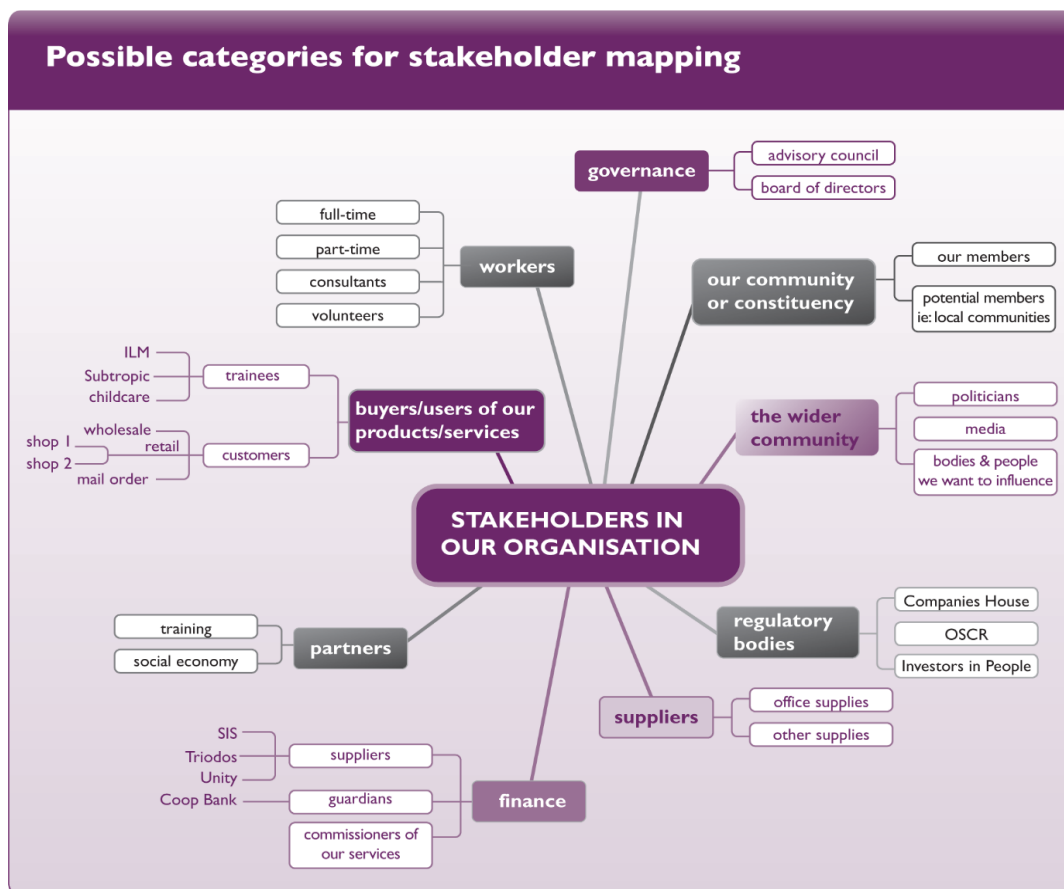 Possible categories for stakeholder mapping
governance
advisory council
board of directors
workers
full-time
part-time
consultants
volunteers
our community
or constituency
our members
potential members
ie: local communities
buyers/users of our
products/services
trainees
ILM
Subtropic
childcare
customers
wholesale
retail
shop 1
shop 2
mail order
the wider
community
politicians
media
bodies & people
we want to influence
STAKEHOLDERS IN
OUR ORGANISATION
partners
training
social economy
regulatory
bodies
Companies House
OSCR
Investors in People
suppliers
office supplies
other supplies
finance
suppliers
SIS
Triodos
Unity
guardians
Coop Bank
commissioners of
our services